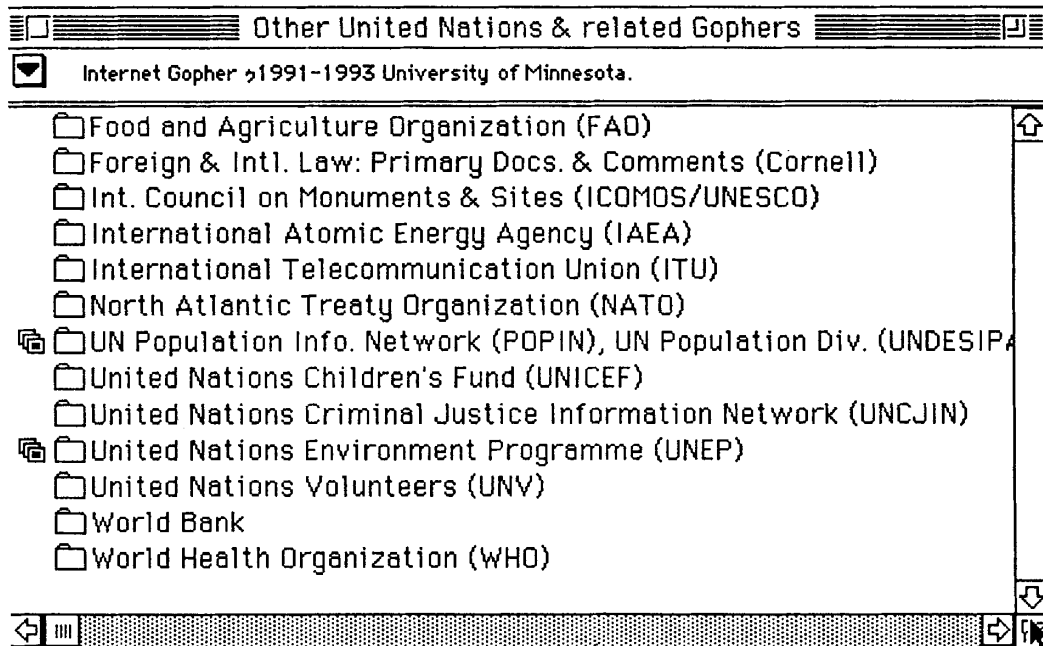 Other United Nations & related Gophers
Internet Gopher 1991-1993 University of Minnesota.
Food and Agriculture Organization (FAO)
Foreign & Intl. Law: Primary Docs. & Comments (Cornell)
Int. Council on Monuments & Sites (ICOMOS/UNESCO)
International Atomic Energy Agency (IAEA)
International Telecommunication Union (ITU)
North Atlantic Treaty Organization (NATO)
UN Population Info. Network (POPIN), UN Population Div. (UNDESIPA
United Nations Children's Fund (UNICEF)
United Nations Criminal Justice Information Network (UNCJIN)
United Nations Environment Programme (UNEP)
United Nations Volunteers (UNV)
World Bank
World Health Organization (WHO)